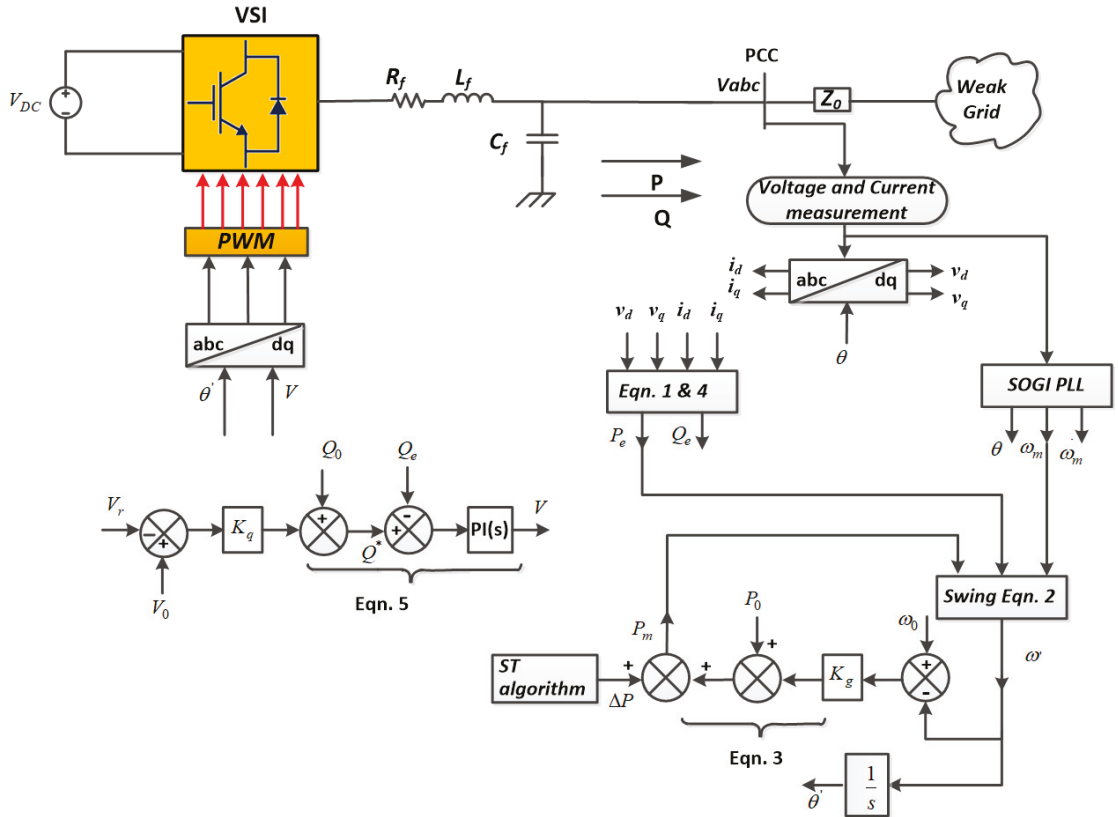 VSI
V_DC
R_f
L_f
C_f
PCC
Vabc
Z_0
Weak Grid
P
Q
Voltage and Current measurement
PWM
abc
dq
θ'
V
i_d
i_q
abc
dq
v_d
v_q
θ
v_d
v_q
i_d
i_q
Eqn. 1 & 4
P_e
Q_e
SOGI PLL
θ
ω_m
ω̇_m
V_r
−
+
V_0
K_q
Q_0
+
Q*
Q_e
-
+
PI(s)
V
Eqn. 5
Swing Eqn. 2
ω'
ω_0
+
-
K_g
P_0
+
+
P_m
+
ΔP
ST algorithm
Eqn. 3
1
s
θ'